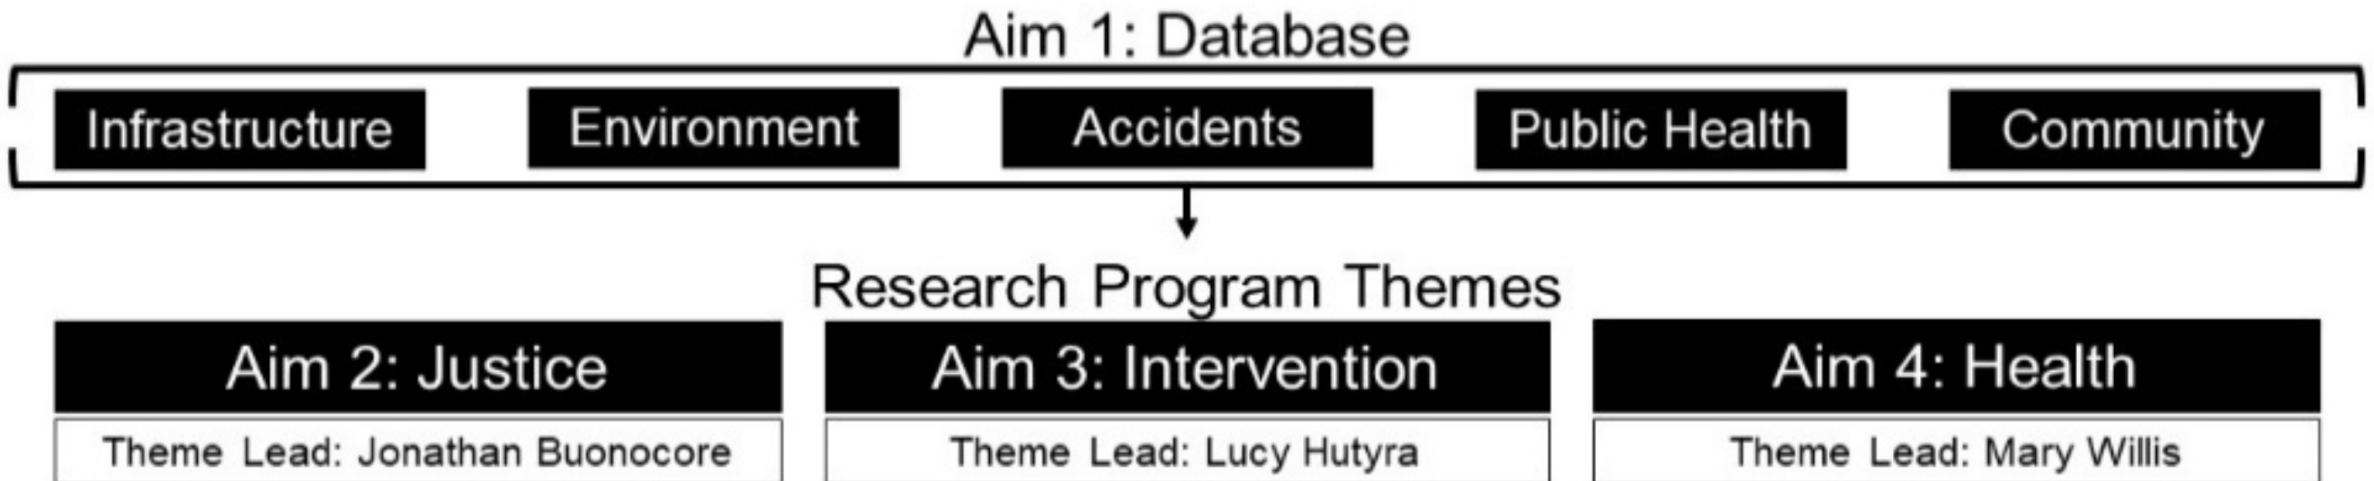 Aim 1: Database
Infrastructure Environment Accidents Public Health Community
Research Program Themes
Aim 2: Justice Aim 3: Intervention Aim 4: Health
Theme Lead: Jonathan Buonocore Theme Lead: Lucy Hutyra Theme Lead: Mary Willis